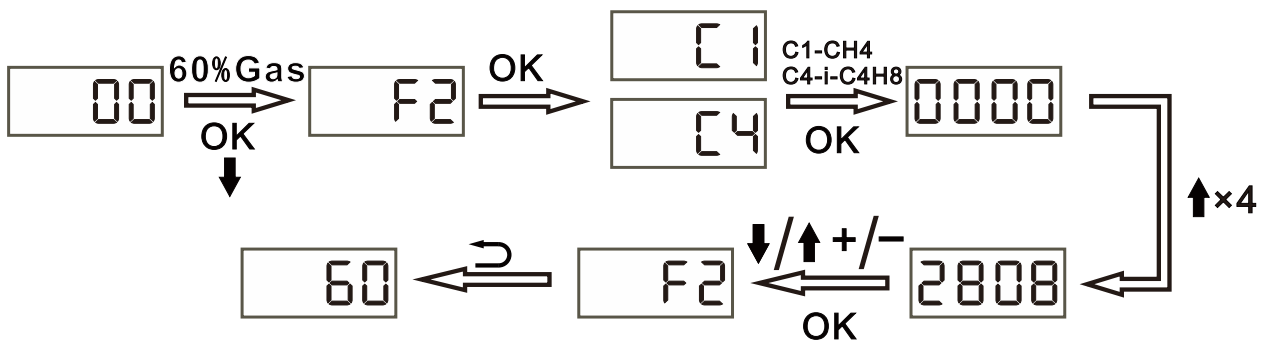 00
60%Gas
OK
F2
OK
C1
C4
C1-CH4
C4-i-C4H8
OK
0000
×4
2808
/ +/-
OK
F2
60